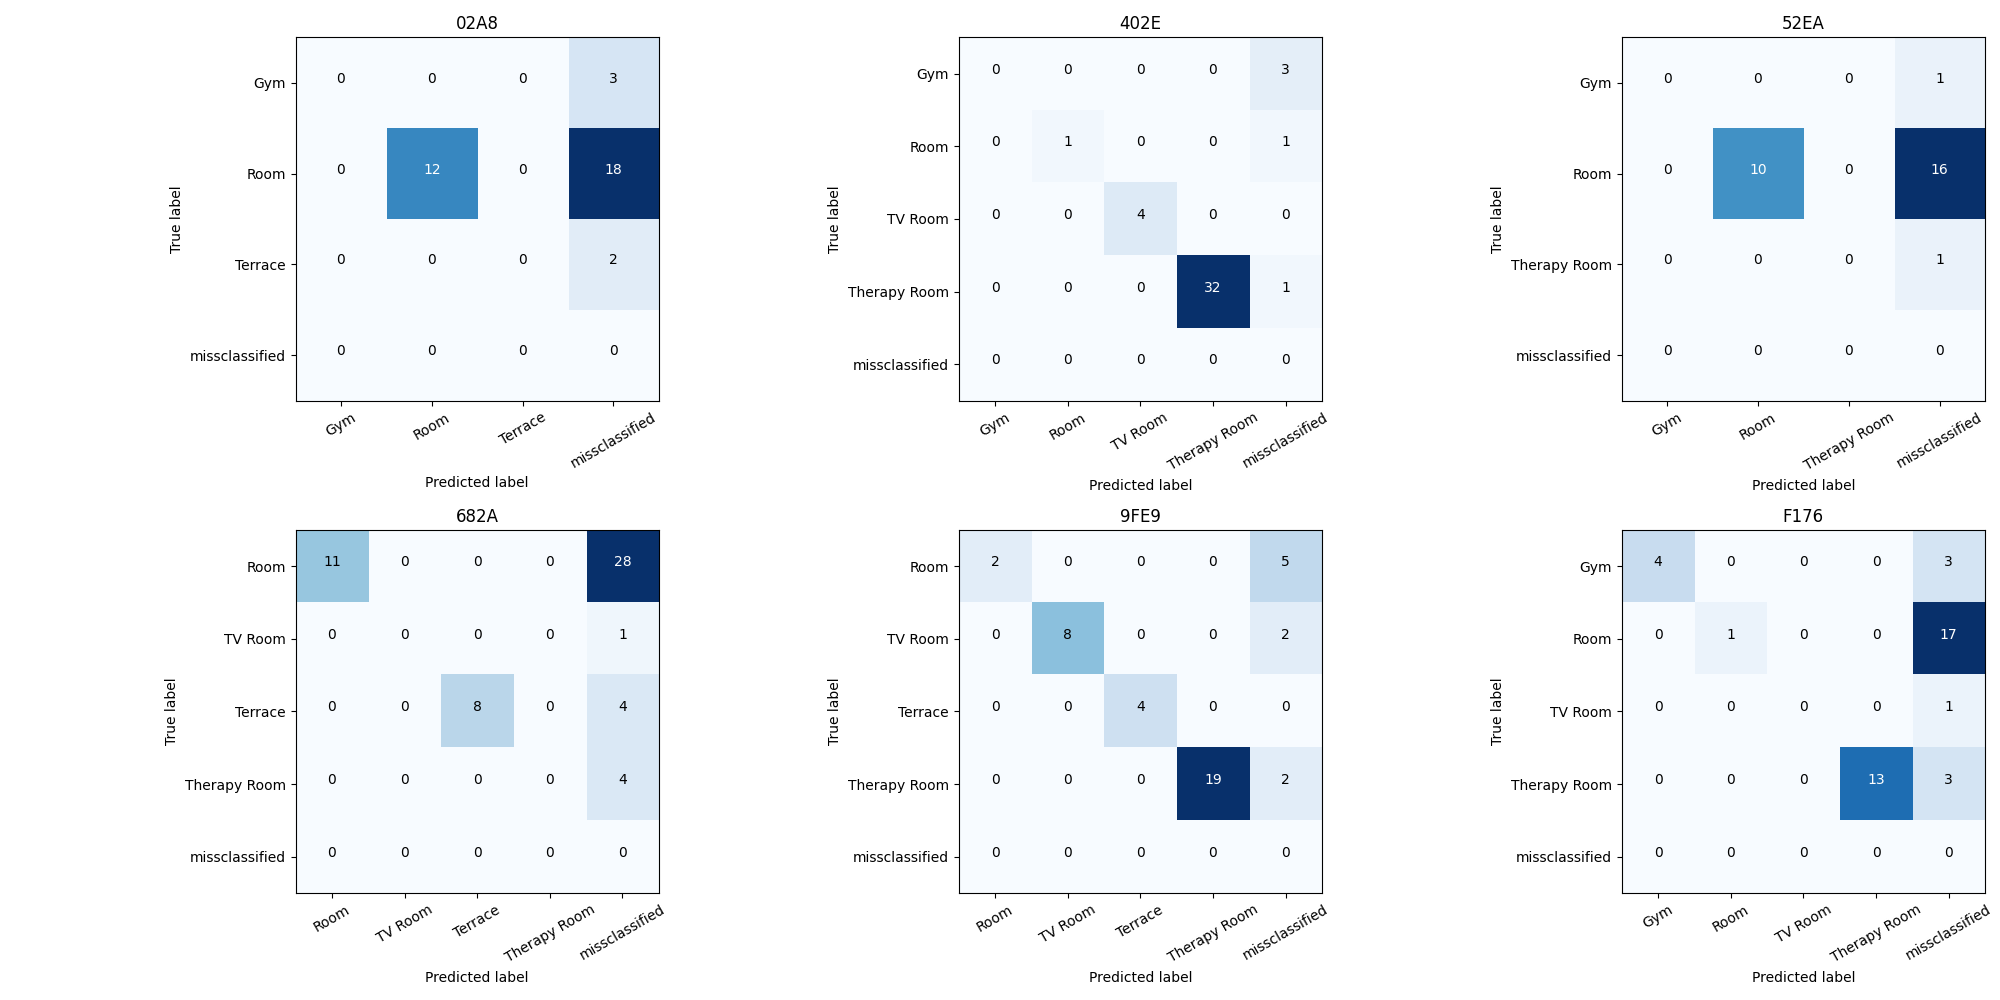 02A8
True label
Gym 0 0 0 3
Room 0 12 0 18
Terrace 0 0 0 2
missclassified 0 0 0 0
Gym Room Terrace missclassified
Predicted label
402E
True label
Gym 0 0 0 0 3
Room 0 1 0 0 1
TV Room 0 0 4 0 0
Therapy Room 0 0 0 32 1
missclassified 0 0 0 0 0
Gym Room TV Room Therapy Room missclassified
Predicted label
52EA
True label
Gym 0 0 0 1
Room 0 10 0 16
Therapy Room 0 0 0 1
missclassified 0 0 0 0
Gym Room Therapy Room missclassified
Predicted label
682A
True label
Room 11 0 0 0 28
TV Room 0 0 0 0 1
Terrace 0 0 8 0 4
Therapy Room 0 0 0 0 4
missclassified 0 0 0 0 0
Room TV Room Terrace Therapy Room missclassified
Predicted label
9FE9
True label
Room 2 0 0 0 5
TV Room 0 8 0 0 2
Terrace 0 0 4 0 0
Therapy Room 0 0 0 19 2
missclassified 0 0 0 0 0
Room TV Room Terrace Therapy Room missclassified
Predicted label
F176
True label
Gym 4 0 0 0 3
Room 0 1 0 0 17
TV Room 0 0 0 0 1
Therapy Room 0 0 0 13 3
missclassified 0 0 0 0 0
Gym Room TV Room Therapy Room missclassified
Predicted label